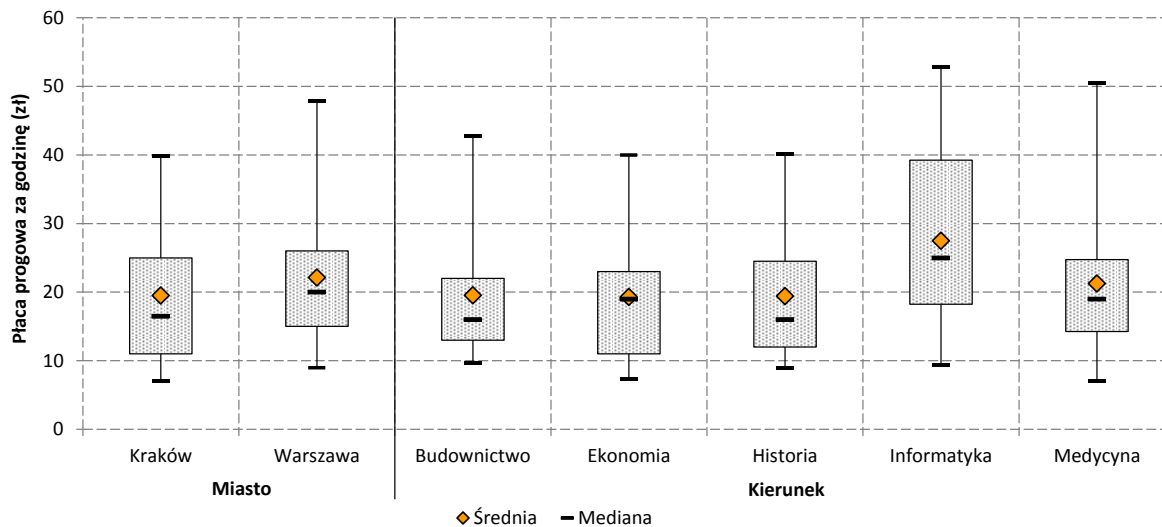 Płaca progowa za godzinę (zł)
60
50
40
30
20
10
0
Kraków Warszawa Budownictwo Ekonomia Historia Informatyka Medycyna
Miasto Kierunek
Średnia Mediana